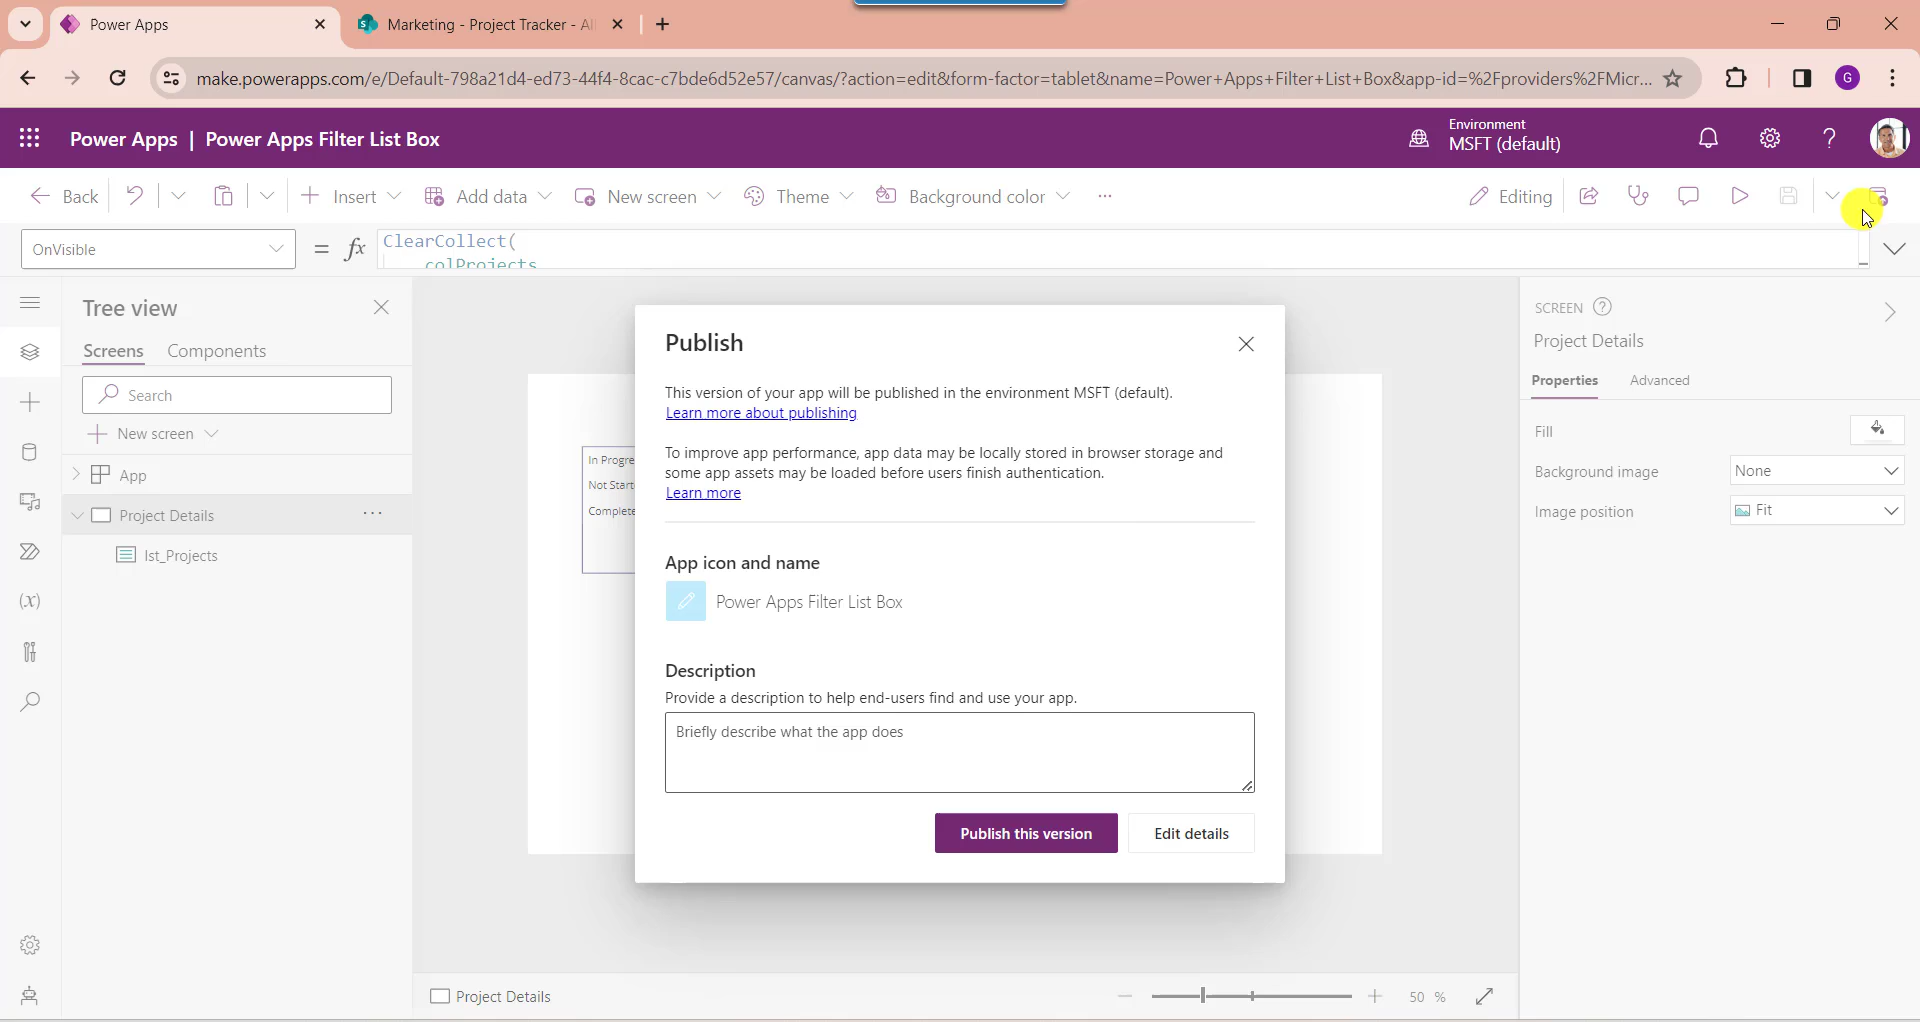 Power Apps
Marketing - Project Tracker - Al
make.powerapps.com/e/Default-798a21d4-ed73-44f4-8cac-c7bde6d52e57/canvas/?action=edit&form-factor=tablet&name=Power+Apps+Filter+List+Box&app-id=%2Fproviders%2FMicr...
G
Power Apps | Power Apps Filter List Box
Environment
MSFT (default)
Back
Insert
Add data
New screen
Theme
Background color
...
Editing
OnVisible
= fx
ClearCollect(
colProjects
Tree view
Screens
Components
Search
New screen
App
Project Details
...
lst_Projects
In Progre
Not Start
Complete
Publish
This version of your app will be published in the environment MSFT (default).
Learn more about publishing
To improve app performance, app data may be locally stored in browser storage and
some app assets may be loaded before users finish authentication.
Learn more
App icon and name
Power Apps Filter List Box
Description
Provide a description to help end-users find and use your app.
Briefly describe what the app does
Publish this version
Edit details
SCREEN
Project Details
Properties
Advanced
Fill
Background image
None
Image position
Fit
Project Details
50 %